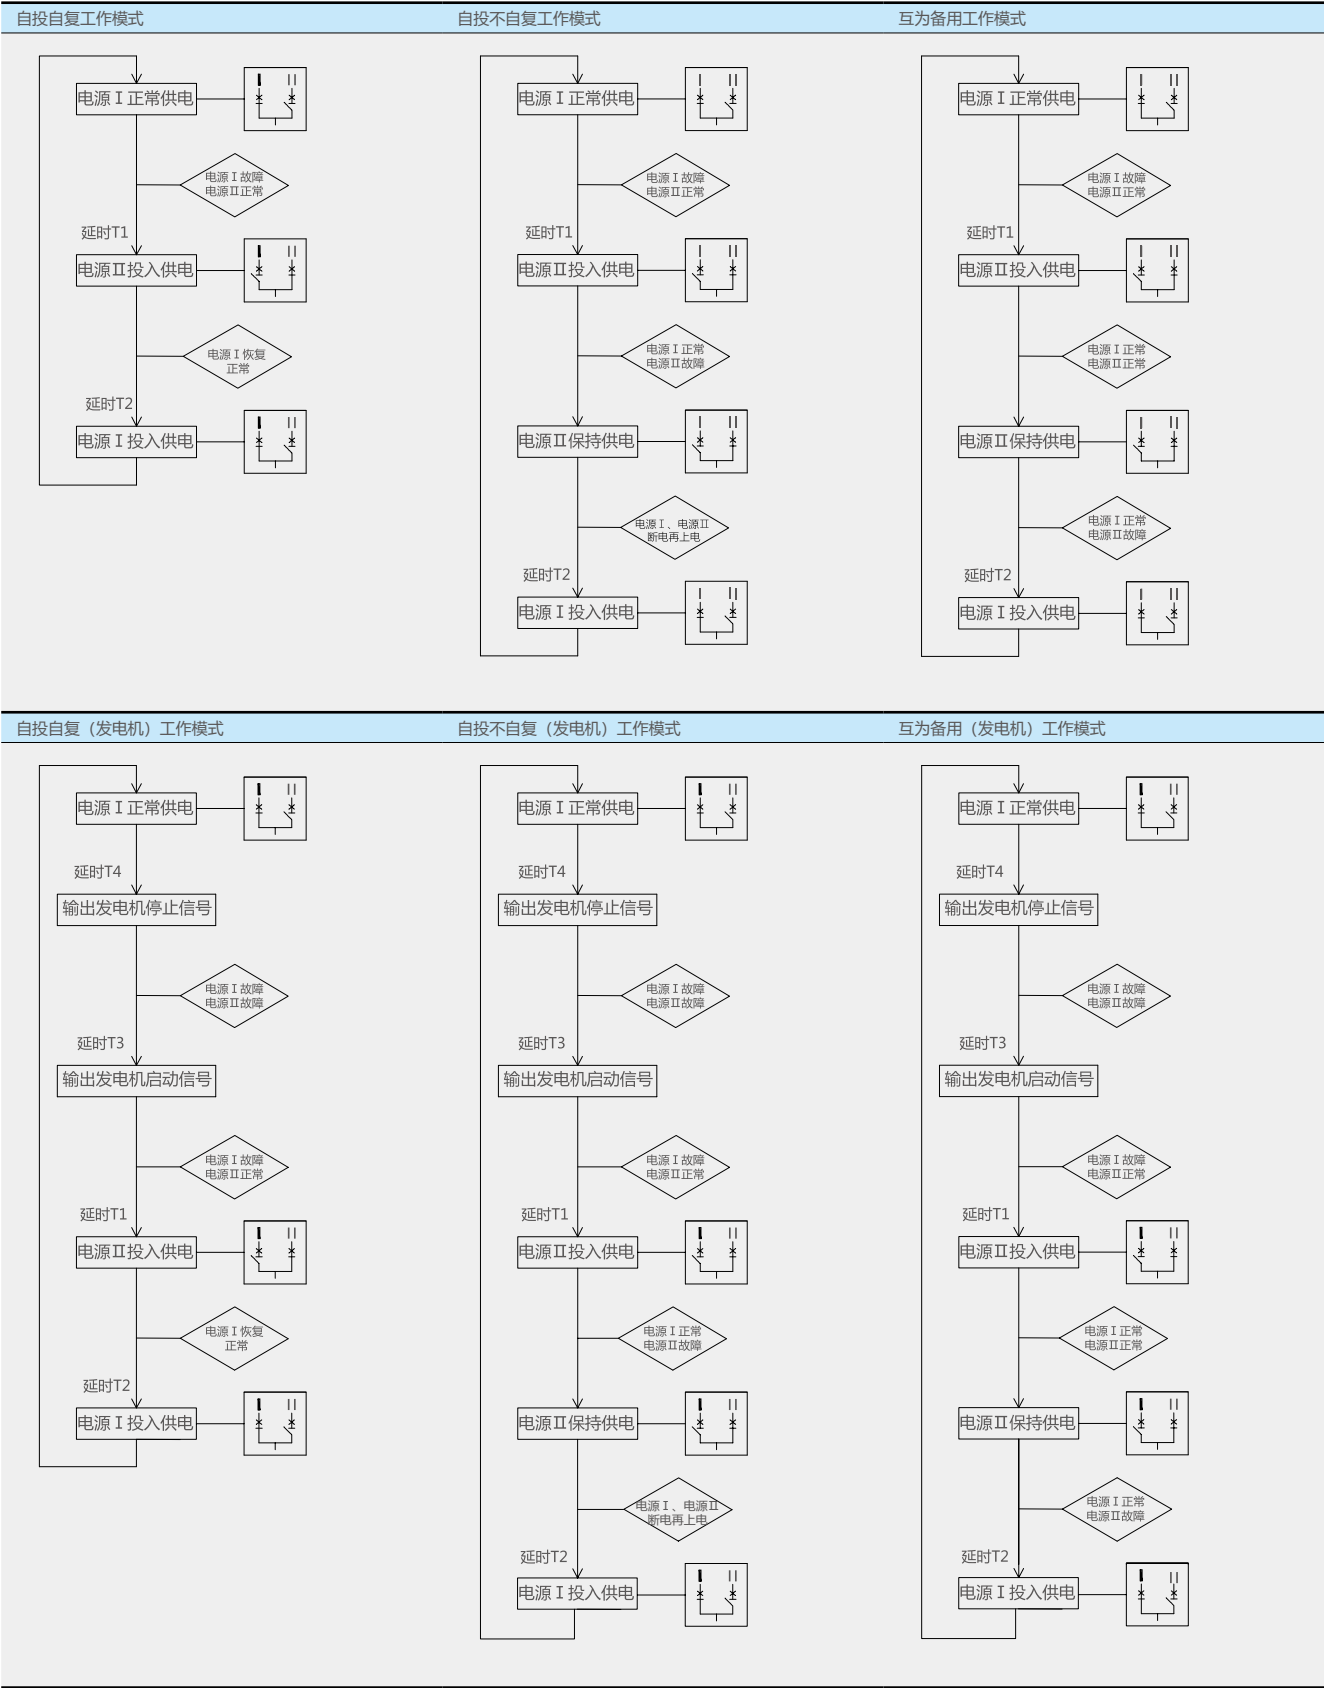 自投自复工作模式
电源Ⅰ正常供电
Ⅰ Ⅱ
电源Ⅰ故障
电源Ⅱ正常
延时T1
电源Ⅱ投入供电
Ⅰ Ⅱ
电源Ⅰ恢复
正常
延时T2
电源Ⅰ投入供电
Ⅰ Ⅱ
自投不自复工作模式
电源Ⅰ正常供电
Ⅰ Ⅱ
电源Ⅰ故障
电源Ⅱ正常
延时T1
电源Ⅱ投入供电
Ⅰ Ⅱ
电源Ⅰ正常
电源Ⅱ故障
电源Ⅱ保持供电
Ⅰ Ⅱ
电源Ⅰ、电源Ⅱ
断电再上电
延时T2
电源Ⅰ投入供电
Ⅰ Ⅱ
互为备用工作模式
电源Ⅰ正常供电
Ⅰ Ⅱ
电源Ⅰ故障
电源Ⅱ正常
延时T1
电源Ⅱ投入供电
Ⅰ Ⅱ
电源Ⅰ正常
电源Ⅱ正常
电源Ⅱ保持供电
Ⅰ Ⅱ
电源Ⅰ正常
电源Ⅱ故障
延时T2
电源Ⅰ投入供电
Ⅰ Ⅱ
自投自复（发电机）工作模式
电源Ⅰ正常供电
Ⅰ Ⅱ
延时T4
输出发电机停止信号
电源Ⅰ故障
电源Ⅱ故障
延时T3
输出发电机启动信号
电源Ⅰ故障
电源Ⅱ正常
延时T1
电源Ⅱ投入供电
Ⅰ Ⅱ
电源Ⅰ恢复
正常
延时T2
电源Ⅰ投入供电
Ⅰ Ⅱ
自投不自复（发电机）工作模式
电源Ⅰ正常供电
Ⅰ Ⅱ
延时T4
输出发电机停止信号
电源Ⅰ故障
电源Ⅱ故障
延时T3
输出发电机启动信号
电源Ⅰ故障
电源Ⅱ正常
延时T1
电源Ⅱ投入供电
Ⅰ Ⅱ
电源Ⅰ正常
电源Ⅱ故障
电源Ⅱ保持供电
Ⅰ Ⅱ
电源Ⅰ、电源Ⅱ
断电再上电
延时T2
电源Ⅰ投入供电
Ⅰ Ⅱ
互为备用（发电机）工作模式
电源Ⅰ正常供电
Ⅰ Ⅱ
延时T4
输出发电机停止信号
电源Ⅰ故障
电源Ⅱ故障
延时T3
输出发电机启动信号
电源Ⅰ故障
电源Ⅱ正常
延时T1
电源Ⅱ投入供电
Ⅰ Ⅱ
电源Ⅰ正常
电源Ⅱ正常
电源Ⅱ保持供电
Ⅰ Ⅱ
电源Ⅰ正常
电源Ⅱ故障
延时T2
电源Ⅰ投入供电
Ⅰ Ⅱ